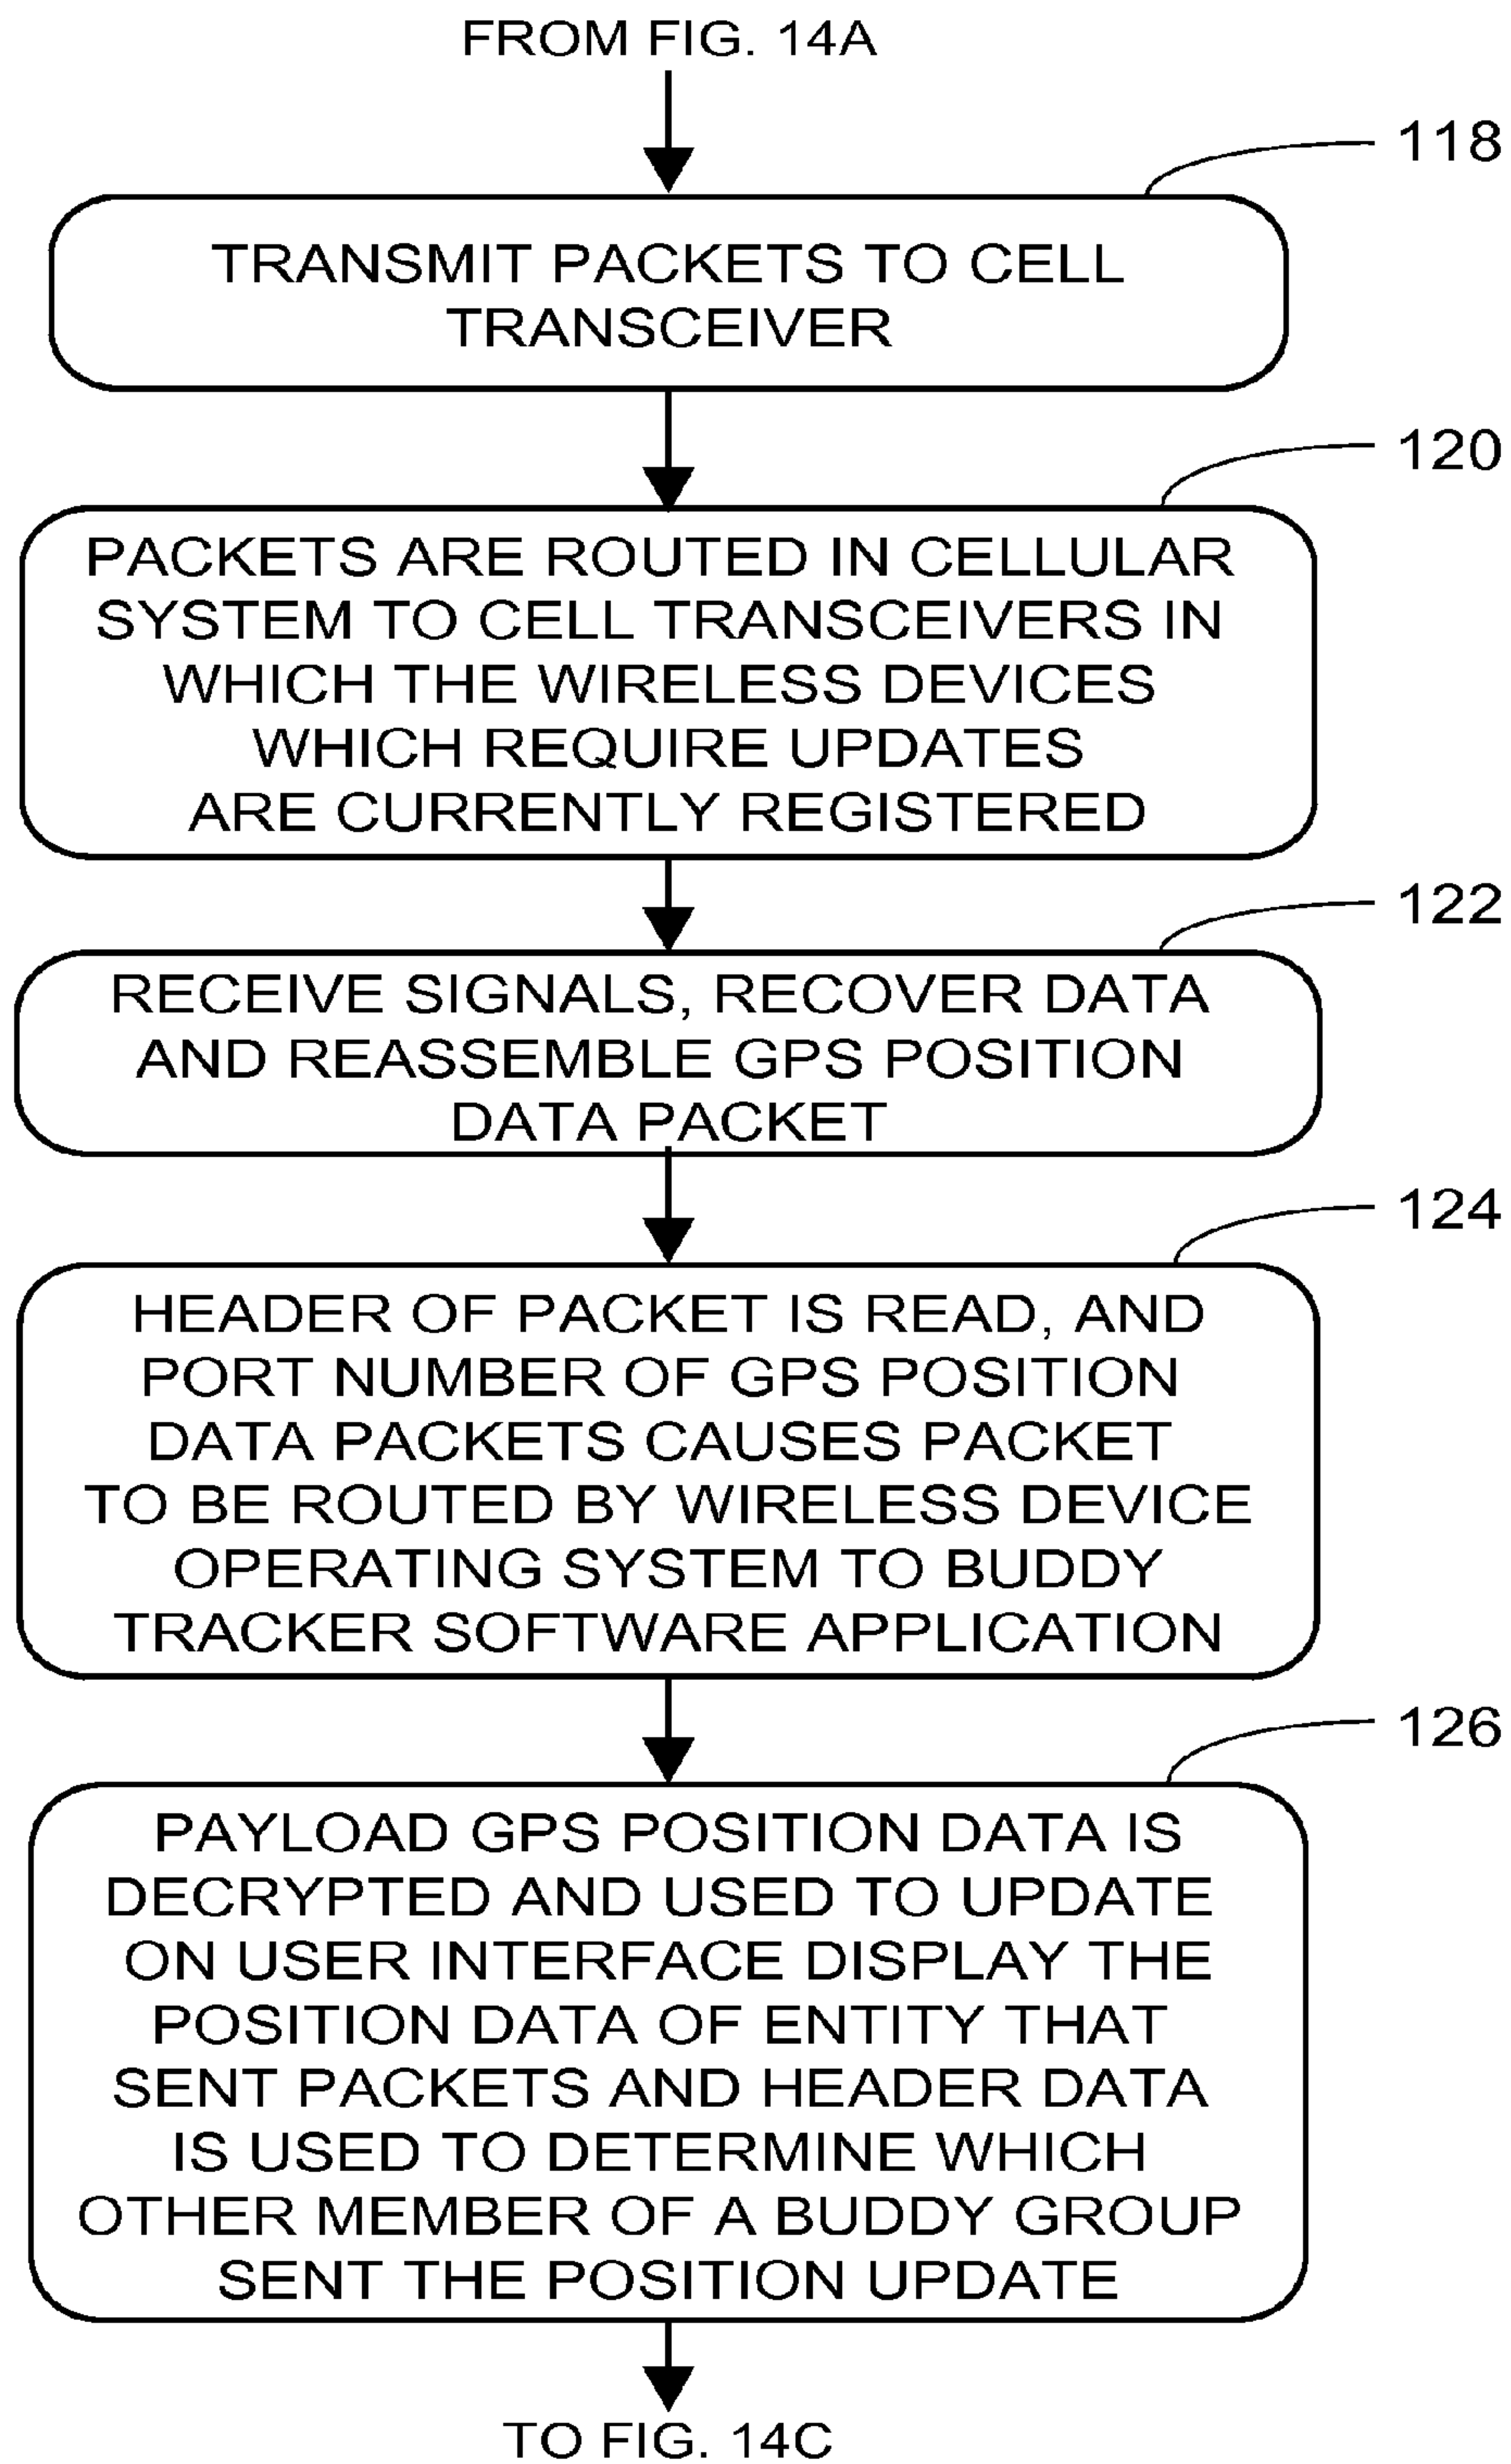 FROM FIG. 14A
118
TRANSMIT PACKETS TO CELL
TRANSCEIVER
120
PACKETS ARE ROUTED IN CELLULAR
SYSTEM TO CELL TRANSCEIVERS IN
WHICH THE WIRELESS DEVICES
WHICH REQUIRE UPDATES
ARE CURRENTLY REGISTERED
122
RECEIVE SIGNALS, RECOVER DATA
AND REASSEMBLE GPS POSITION
DATA PACKET
124
HEADER OF PACKET IS READ, AND
PORT NUMBER OF GPS POSITION
DATA PACKETS CAUSES PACKET
TO BE ROUTED BY WIRELESS DEVICE
OPERATING SYSTEM TO BUDDY
TRACKER SOFTWARE APPLICATION
126
PAYLOAD GPS POSITION DATA IS
DECRYPTED AND USED TO UPDATE
ON USER INTERFACE DISPLAY THE
POSITION DATA OF ENTITY THAT
SENT PACKETS AND HEADER DATA
IS USED TO DETERMINE WHICH
OTHER MEMBER OF A BUDDY GROUP
SENT THE POSITION UPDATE
TO FIG. 14C